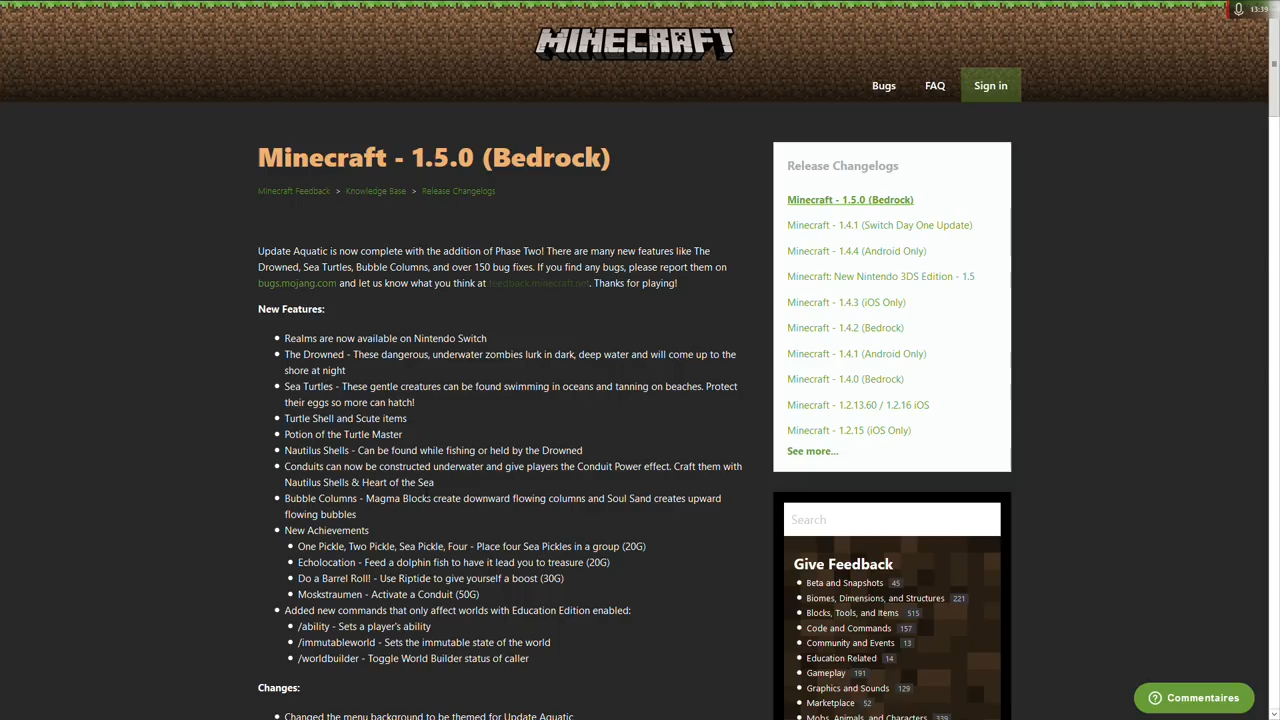 13:39
MINECRAFT
Bugs
FAQ
Sign in
Minecraft - 1.5.0 (Bedrock)
Minecraft Feedback > Knowledge Base > Release Changelogs
Update Aquatic is now complete with the addition of Phase Two! There are many new features like The
Drowned, Sea Turtles, Bubble Columns, and over 150 bug fixes. If you find any bugs, please report them on
bugs.mojang.com and let us know what you think at feedback.minecraft.net. Thanks for playing!
New Features:
Realms are now available on Nintendo Switch
The Drowned - These dangerous, underwater zombies lurk in dark, deep water and will come up to the
shore at night
Sea Turtles - These gentle creatures can be found swimming in oceans and tanning on beaches. Protect
their eggs so more can hatch!
Turtle Shell and Scute items
Potion of the Turtle Master
Nautilus Shells - Can be found while fishing or held by the Drowned
Conduits can now be constructed underwater and give players the Conduit Power effect. Craft them with
Nautilus Shells & Heart of the Sea
Bubble Columns - Magma Blocks create downward flowing columns and Soul Sand creates upward
flowing bubbles
New Achievements
One Pickle, Two Pickle, Sea Pickle, Four - Place four Sea Pickles in a group (20G)
Echolocation - Feed a dolphin fish to have it lead you to treasure (20G)
Do a Barrel Roll! - Use Riptide to give yourself a boost (30G)
Moskstraumen - Activate a Conduit (50G)
Added new commands that only affect worlds with Education Edition enabled:
/ability - Sets a player's ability
/immutableworld - Sets the immutable state of the world
/worldbuilder - Toggle World Builder status of caller
Changes:
Changed the menu background to be themed for Update Aquatic
Release Changelogs
Minecraft - 1.5.0 (Bedrock)
Minecraft - 1.4.1 (Switch Day One Update)
Minecraft - 1.4.4 (Android Only)
Minecraft: New Nintendo 3DS Edition - 1.5
Minecraft - 1.4.3 (iOS Only)
Minecraft - 1.4.2 (Bedrock)
Minecraft - 1.4.1 (Android Only)
Minecraft - 1.4.0 (Bedrock)
Minecraft - 1.2.13.60 / 1.2.16 iOS
Minecraft - 1.2.15 (iOS Only)
See more...
Search
Give Feedback
Beta and Snapshots 45
Biomes, Dimensions, and Structures 221
Blocks, Tools, and Items 515
Code and Commands 157
Community and Events 13
Education Related 14
Gameplay 191
Graphics and Sounds 129
Marketplace 52
Mobs, Animals, and Characters 339
Commentaires